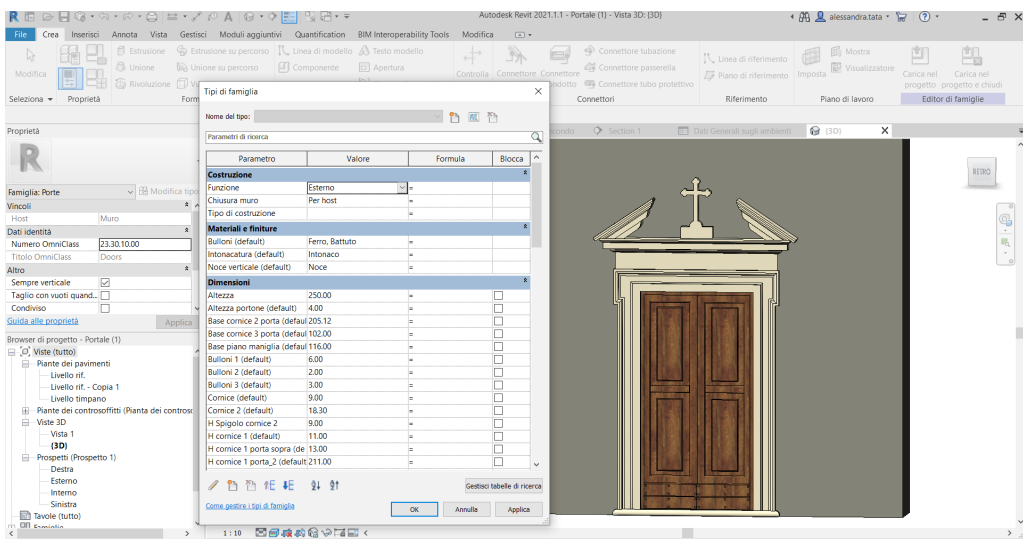 Autodesk Revit 2021.1.1 - Portale (1) - Vista 3D: {3D}
alessandra.tata
File Crea Inserisci Annota Vista Gestisci Moduli aggiuntivi Quantification BIM Interoperability Tools Modifica
Modifica
Estrusione
Unione
Rivoluzione
Estrusione su percorso
Unione su percorso
Linea di modello
Componente
Testo modello
Apertura
Controlla
Connettore
Connettore
Connettore tubazione
Connettore passerella
Connettore tubo protettivo
Linea di riferimento
Piano di riferimento
Imposta
Mostra
Visualizzatore
Carica nel progetto
Carica nel progetto e chiudi
Seleziona Proprietà Form Connettori Riferimento Piano di lavoro Editor di famiglie
Section 1 Dati Generali sugli ambienti {3D}
Proprietà
Famiglia: Porte Modifica tipo
Vincoli
Host Muro
Dati identità
Numero OmniClass 23.30.10.00
Titolo OmniClass Doors
Altro
Sempre verticale
Taglio con vuoti quand...
Condiviso
Guida alle proprietà Applica
Browser di progetto - Portale (1)
Viste (tutto)
Piante dei pavimenti
Livello rif.
Livello rif. - Copia 1
Livello timpano
Piante dei controsoffitti (Pianta dei controsc
Viste 3D
Vista 1
{3D}
Prospetti (Prospetto 1)
Destra
Esterno
Interno
Sinistra
Tavole (tutto)
Famiglie
Tipi di famiglia
Nome del tipo:
Parametri di ricerca
Parametro Valore Formula Blocca
Costruzione
Funzione Esterno =
Chiusura muro Per host =
Tipo di costruzione =
Materiali e finiture
Bulloni (default) Ferro, Battuto =
Intonacatura (default) Intonaco =
Noce verticale (default) Noce =
Dimensioni
Altezza 250.00 =
Altezza portone (default) 4.00 =
Base cornice 2 porta (defaul 205.12 =
Base cornice 3 porta (defaul 102.00 =
Base piano maniglia (defaul 116.00 =
Bulloni 1 (default) 6.00 =
Bulloni 2 (default) 2.00 =
Bulloni 3 (default) 3.00 =
Cornice (default) 9.00 =
Cornice 2 (default) 18.30 =
H Spigolo cornice 2 9.00 =
H cornice 1 (default) 11.00 =
H cornice 1 porta sopra (de 13.00 =
H cornice 1 porta_2 (default 211.00 =
Gestisci tabelle di ricerca
Come gestire i tipi di famiglia
OK Annulla Applica
RETRO
1 : 10